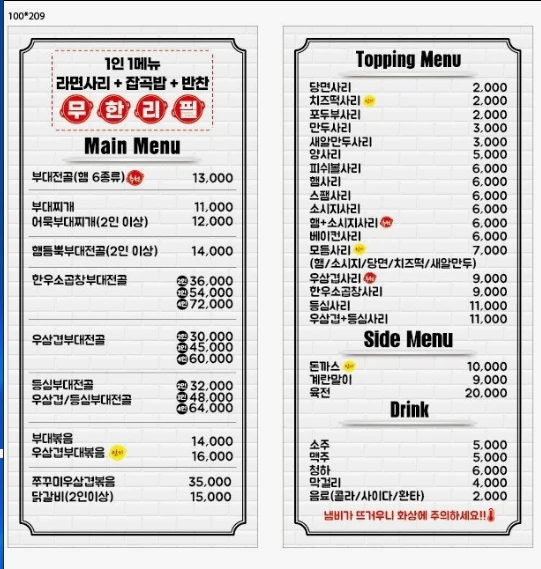 100*209
1인 1메뉴
라면사리 + 잡곡밥 + 반찬
무한리필
Main Menu
부대전골(햄 6종류) 13,000
부대찌개 11,000
어묵부대찌개(2인 이상) 12,000
햄듬뿍부대전골(2인 이상) 14,000
한우소곱창부대전골 36,000
54,000
72,000
우삼겹부대전골 30,000
45,000
60,000
등심부대전골 32,000
우삼겹/등심부대전골 48,000
64,000
부대볶음 14,000
우삼겹부대볶음 16,000
쭈꾸미우삼겹볶음 35,000
닭갈비(2인이상) 15,000
Topping Menu
당면사리 2,000
치즈떡사리 2,000
포두부사리 2,000
만두사리 3,000
새알만두사리 3,000
양사리 5,000
피쉬볼사리 6,000
햄사리 6,000
스팸사리 6,000
소시지사리 6,000
햄+소시지사리 6,000
베이컨사리 6,000
모듬사리 7,000
(햄/소시지/당면/치즈떡/새알만두)
우삼겹사리 9,000
한우소곱창사리 9,000
등심사리 11,000
우삼겹+등심사리 11,000
Side Menu
돈까스 10,000
계란말이 9,000
육전 20,000
Drink
소주 5,000
맥주 5,000
청하 6,000
막걸리 4,000
음료(콜라/사이다/환타) 2,000
냄비가 뜨거우니 화상에 주의하세요!!